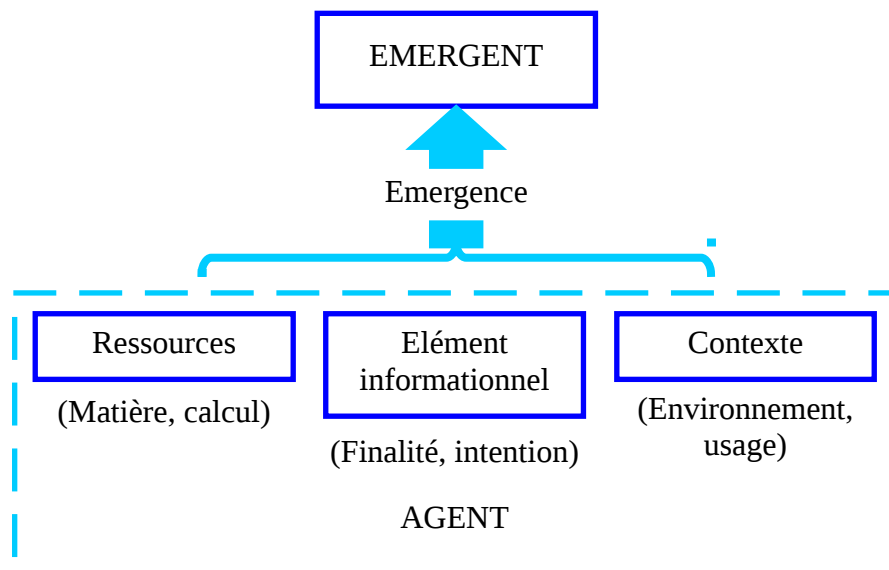 EMERGENT
Emergence
Ressources
(Matière, calcul)
Elément
informationnel
(Finalité, intention)
Contexte
(Environnement,
usage)
AGENT